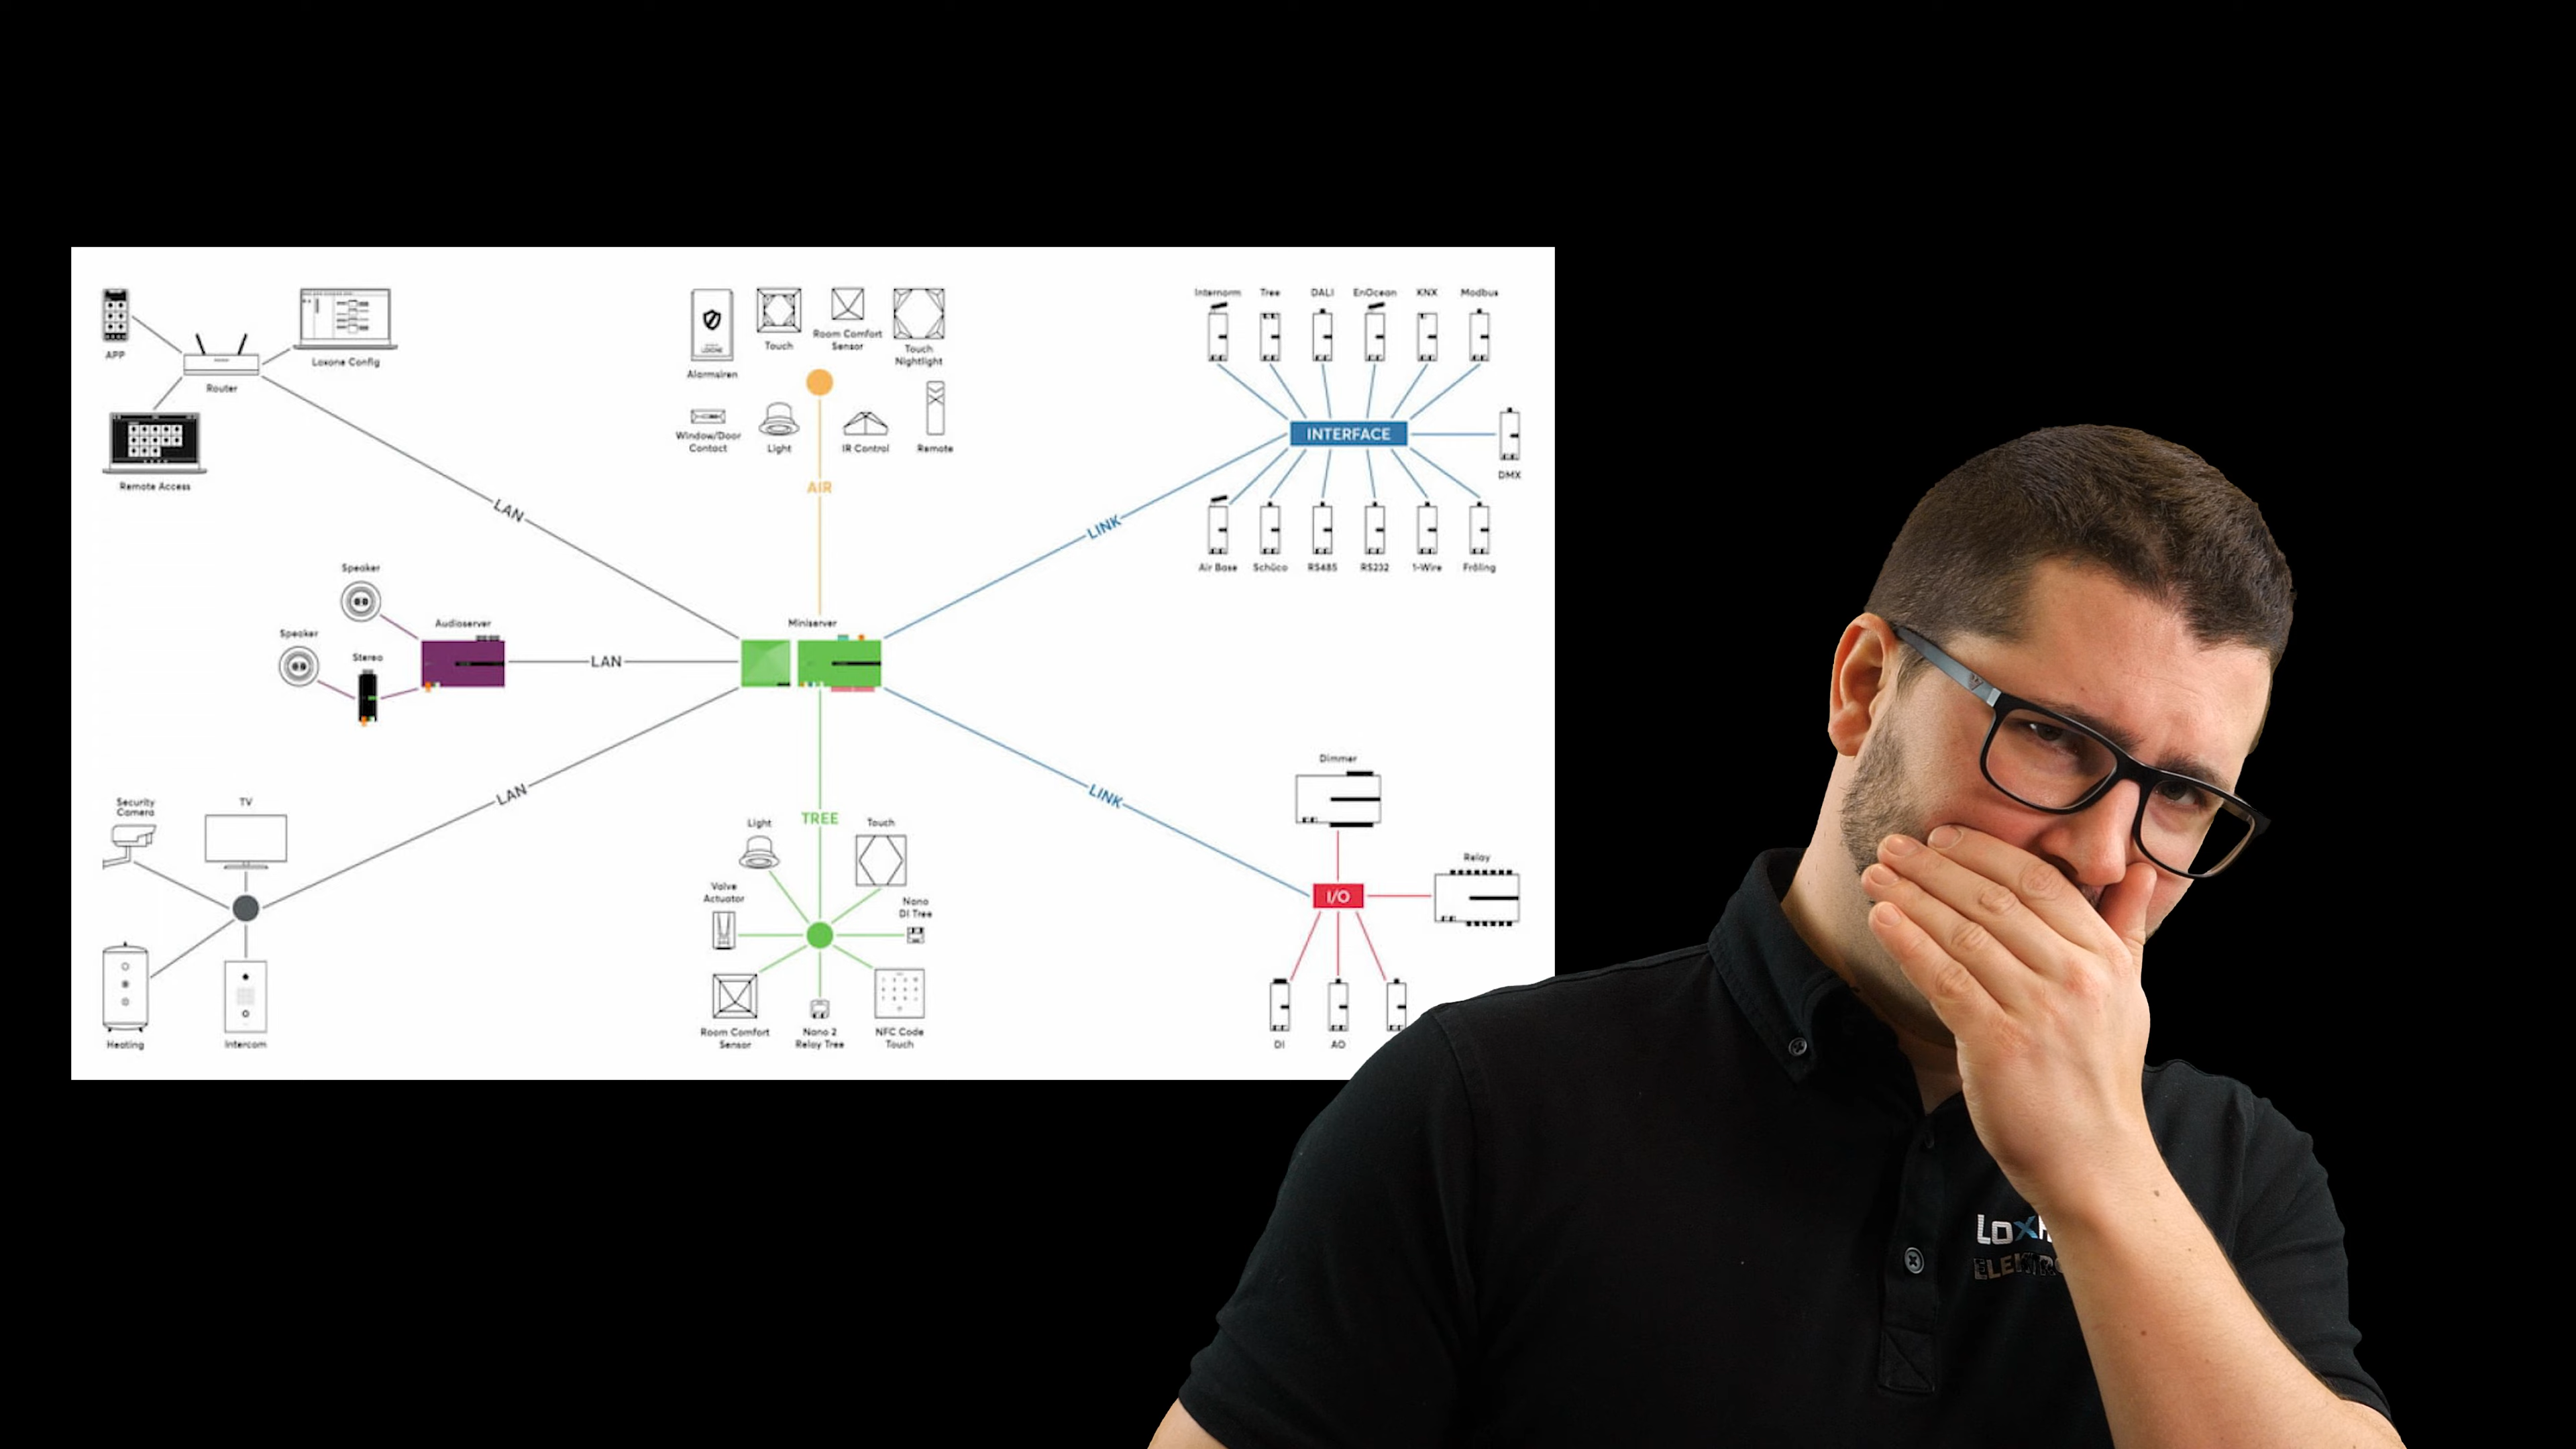 APP
Loxone Config
Router
Remote Access
LAN
LOXONE
Alarmsiren
Touch
Room Comfort
Sensor
Touch
Nightlight
Window/Door
Contact
Light
IR Control
Remote
AIR
Internorm
Tree
DALI
EnOcean
KNX
Modbus
INTERFACE
DMX
Air Base
Schüco
RS485
RS232
1-Wire
Fröling
LINK
Speaker
Speaker
Stereo
Audioserver
LAN
Miniserver
LAN
LINK
Security
Camera
TV
Heating
Intercom
TREE
Light
Touch
Valve
Actuator
Nano
DI Tree
Room Comfort
Sensor
Nano 2
Relay Tree
NFC Code
Touch
Dimmer
Relay
I/O
DI
AO